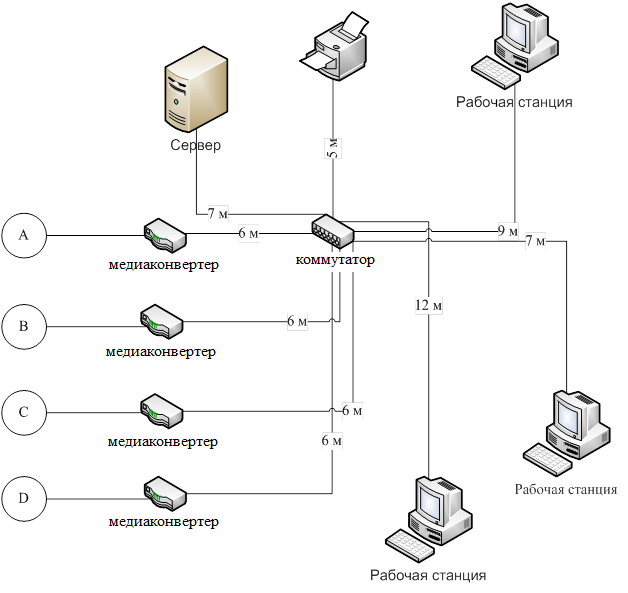 Рабочая станция
Сервер
5 м
7 м
A
6 м
9 м
медиаконвертер
коммутатор
7 м
12 м
B
6 м
медиаконвертер
C
6 м
медиаконвертер
6 м
D
Рабочая станция
медиаконвертер
Рабочая станция